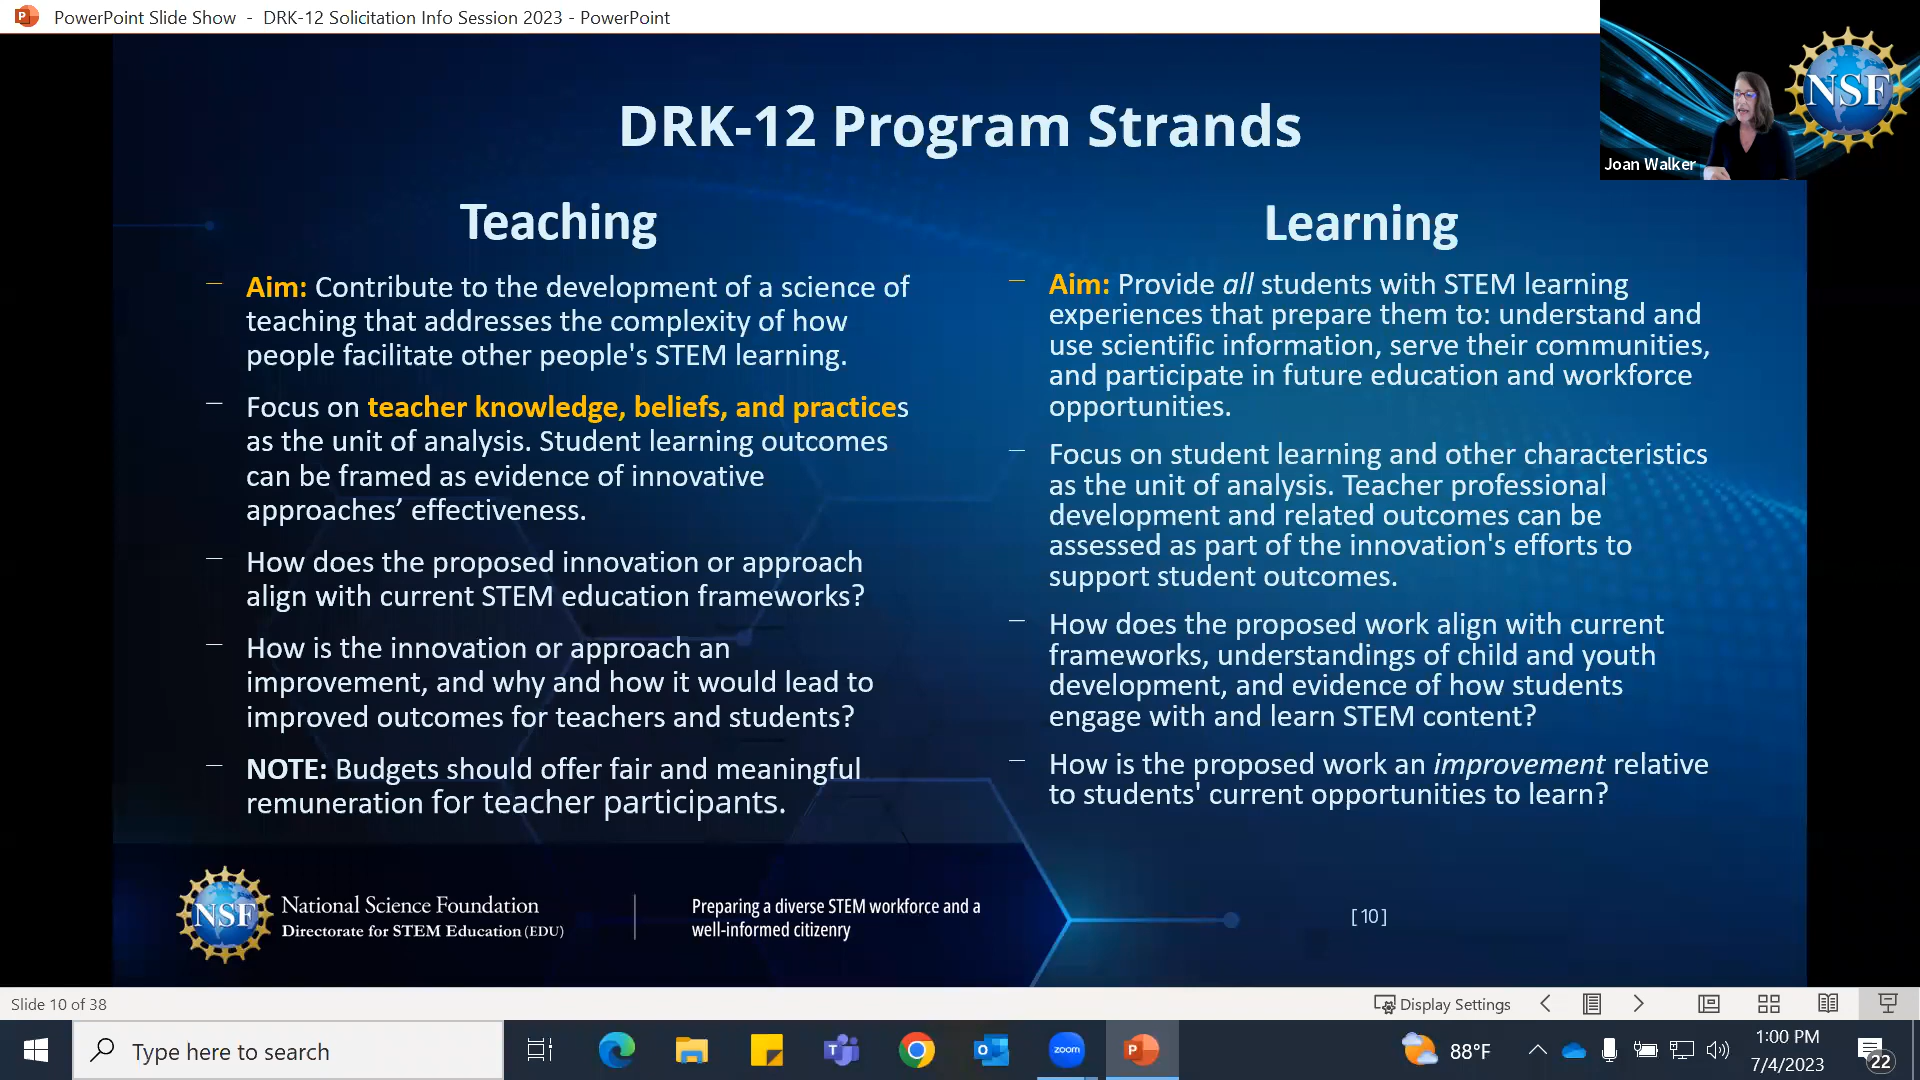 PowerPoint Slide Show - DRK-12 Solicitation Info Session 2023 - PowerPoint
NSF
Joan Walker
DRK-12 Program Strands
Teaching
Aim: Contribute to the development of a science of
teaching that addresses the complexity of how
people facilitate other people's STEM learning.
Focus on teacher knowledge, beliefs, and practices
as the unit of analysis. Student learning outcomes
can be framed as evidence of innovative
approaches’ effectiveness.
How does the proposed innovation or approach
align with current STEM education frameworks?
How is the innovation or approach an
improvement, and why and how it would lead to
improved outcomes for teachers and students?
NOTE: Budgets should offer fair and meaningful
remuneration for teacher participants.
Learning
Aim: Provide all students with STEM learning
experiences that prepare them to: understand and
use scientific information, serve their communities,
and participate in future education and workforce
opportunities.
Focus on student learning and other characteristics
as the unit of analysis. Teacher professional
development and related outcomes can be
assessed as part of the innovation's efforts to
support student outcomes.
How does the proposed work align with current
frameworks, understandings of child and youth
development, and evidence of how students
engage with and learn STEM content?
How is the proposed work an improvement relative
to students' current opportunities to learn?
NSF
National Science Foundation
Directorate for STEM Education (EDU)
Preparing a diverse STEM workforce and a
well-informed citizenry
[10]
Slide 10 of 38
Display Settings
Type here to search
zoom
88°F
1:00 PM
7/4/2023
22